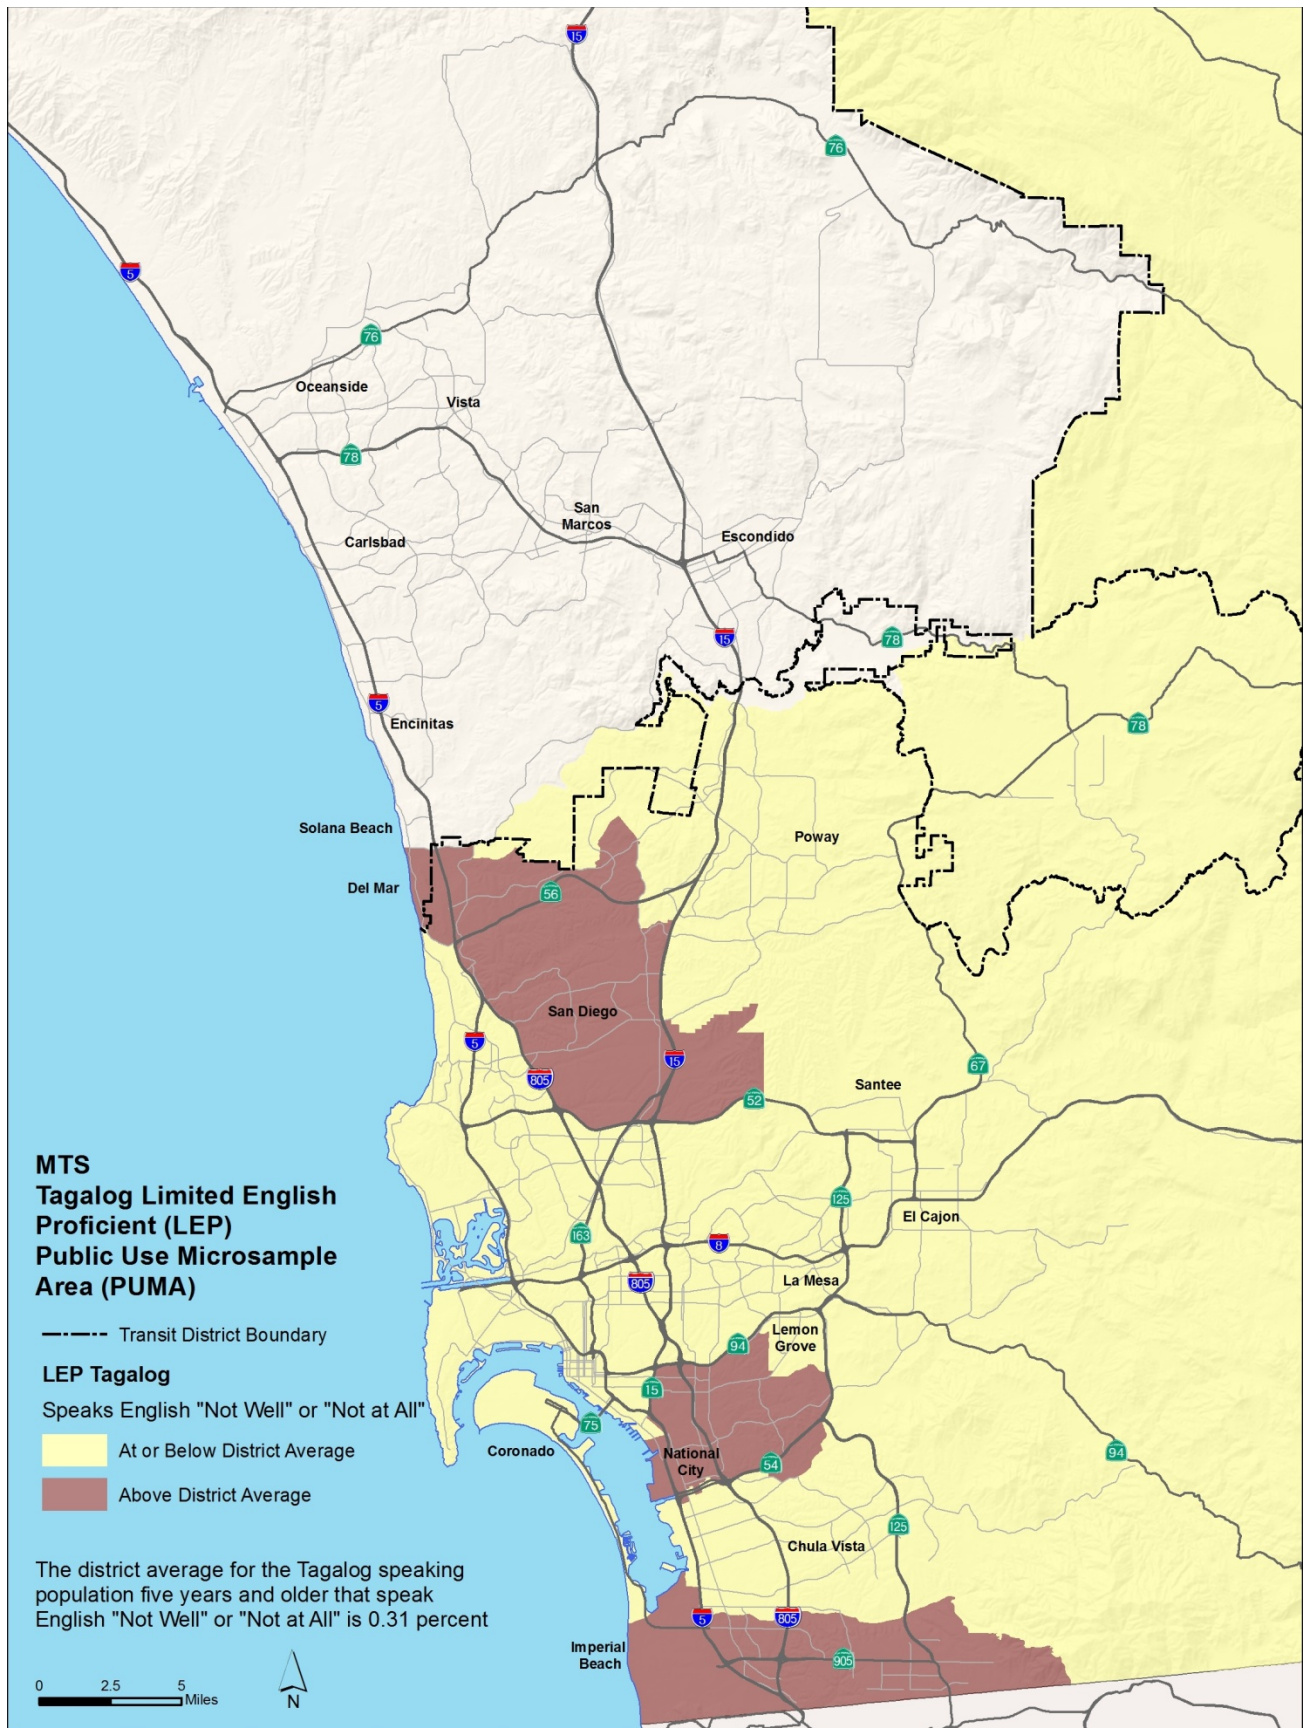 15
76
5
76
Oceanside
Vista
78
San
Marcos
Escondido
Carlsbad
15
78
5
Encinitas
78
Solana Beach
Poway
Del Mar
56
San Diego
5
15
67
805
Santee
52
MTS
Tagalog Limited English
Proficient (LEP)
Public Use Microsample
Area (PUMA)
125
El Cajon
163
8
805
La Mesa
Transit District Boundary
Lemon
Grove
94
LEP Tagalog
15
Speaks English "Not Well" or "Not at All"
75
At or Below District Average
Coronado
National
City
54
94
Above District Average
125
Chula Vista
The district average for the Tagalog speaking
population five years and older that speak
English "Not Well" or "Not at All" is 0.31 percent
5
805
Imperial
Beach
905
0 2.5 5
Miles
N